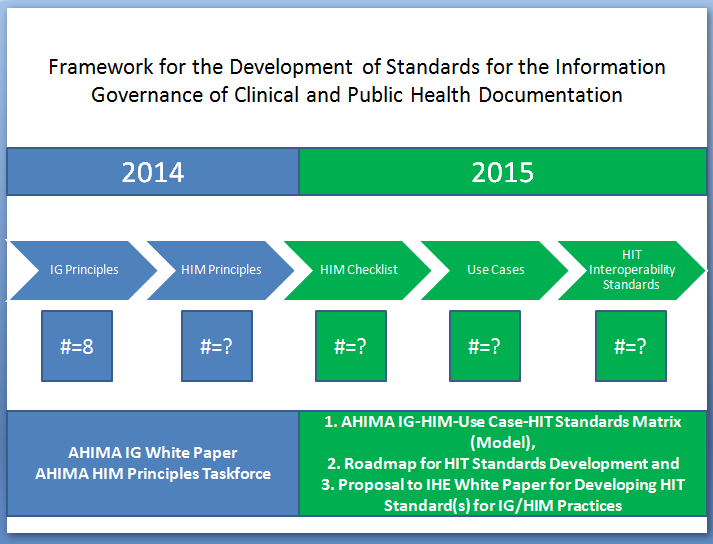 Framework for the Development of Standards for the Information
Governance of Clinical and Public Health Documentation
2014
2015
IG Principles
HIM Principles
HIM Checklist
Use Cases
HIT
Interoperability
Standards
#=8
#=?
#=?
#=?
#=?
AHIMA IG White Paper
AHIMA HIM Principles Taskforce
1. AHIMA IG-HIM-Use Case-HIT Standards Matrix
(Model),
2. Roadmap for HIT Standards Development and
3. Proposal to IHE White Paper for Developing HIT
Standard(s) for IG/HIM Practices